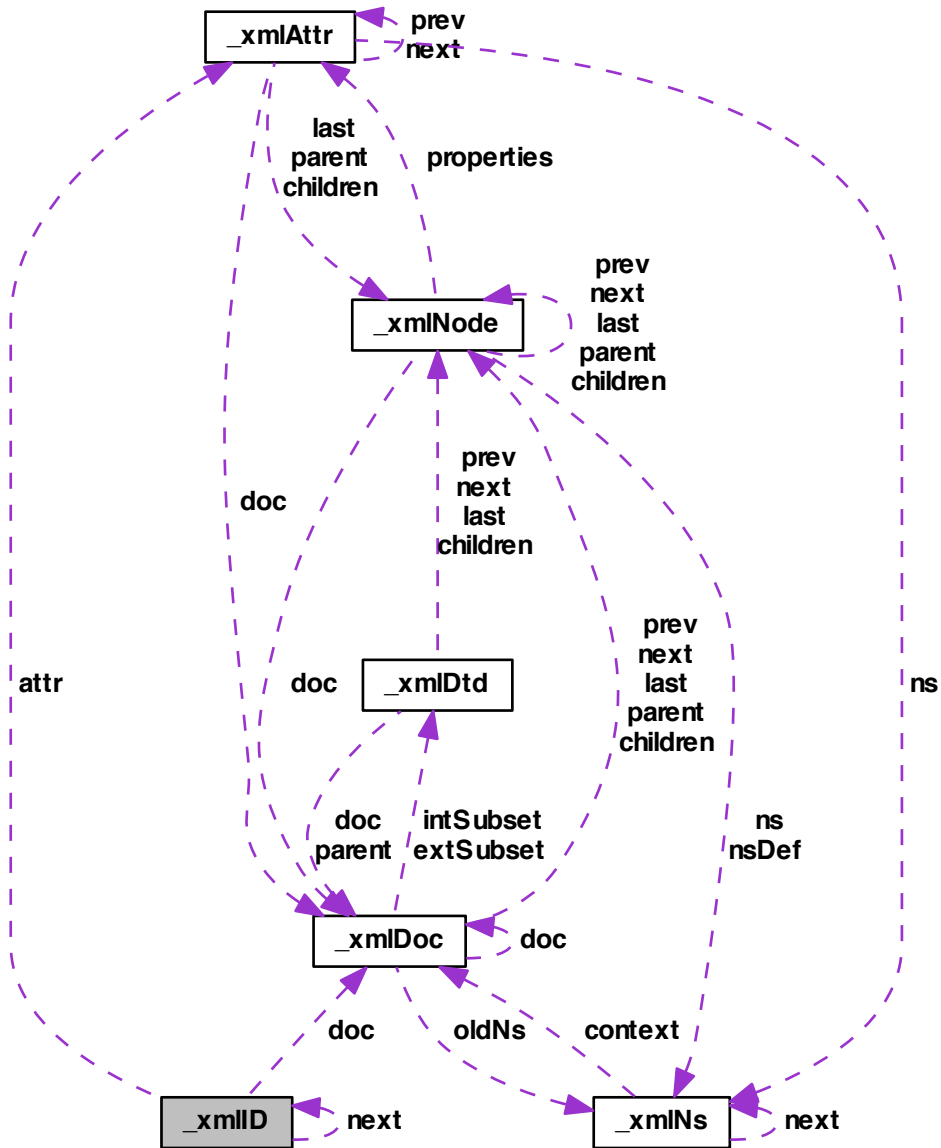 _xmlAttr
prev
next
last
parent
children
properties
prev
next
last
parent
children
_xmlNode
prev
next
last
children
doc
prev
next
last
parent
children
attr
doc
_xmlDtd
ns
doc
parent
intSubset
extSubset
ns
nsDef
_xmlDoc
doc
doc
oldNs
context
_xmlID
next
_xmlNs
next